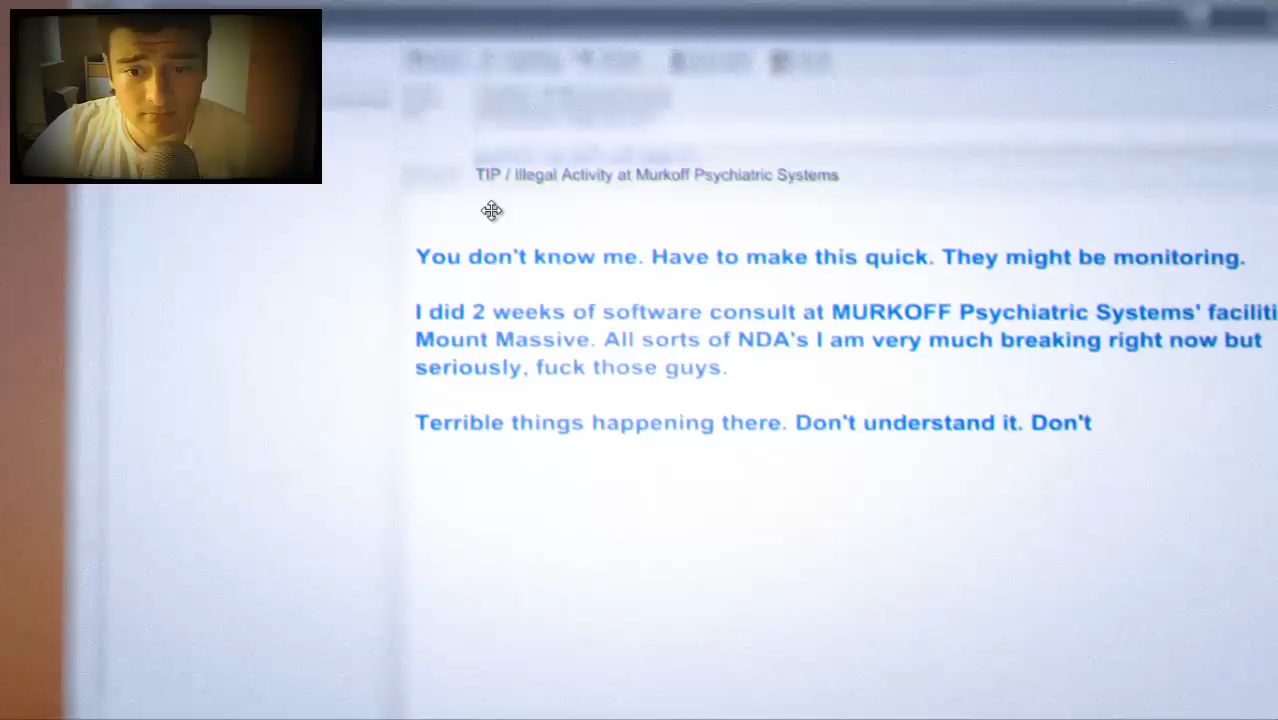 TIP / Illegal Activity at Murkoff Psychiatric Systems
You don't know me. Have to make this quick. They might be monitoring.
I did 2 weeks of software consult at MURKOFF Psychiatric Systems' faciliti
Mount Massive. All sorts of NDA's I am very much breaking right now but
seriously, fuck those guys.
Terrible things happening there. Don't understand it. Don't